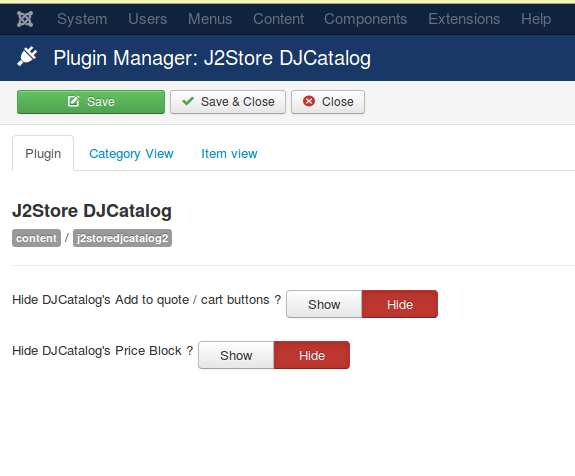 System Users Menus Content Components Extensions Help
Plugin Manager: J2Store DJCatalog
Save Save & Close Close
Plugin Category View Item view
J2Store DJCatalog
content / j2storedjcatalog2
Hide DJCatalog's Add to quote / cart buttons ? Show Hide
Hide DJCatalog's Price Block ? Show Hide